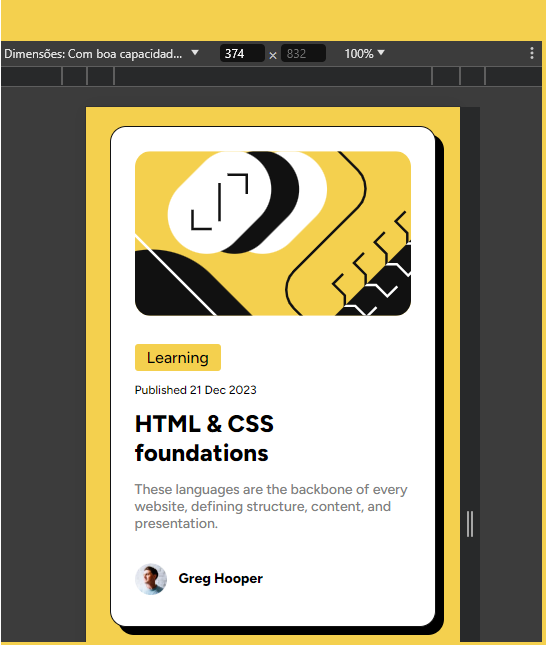 Dimensões: Com boa capacidad...
374 × 832
100%
Learning
Published 21 Dec 2023
HTML & CSS
foundations
These languages are the backbone of every
website, defining structure, content, and
presentation.
Greg Hooper